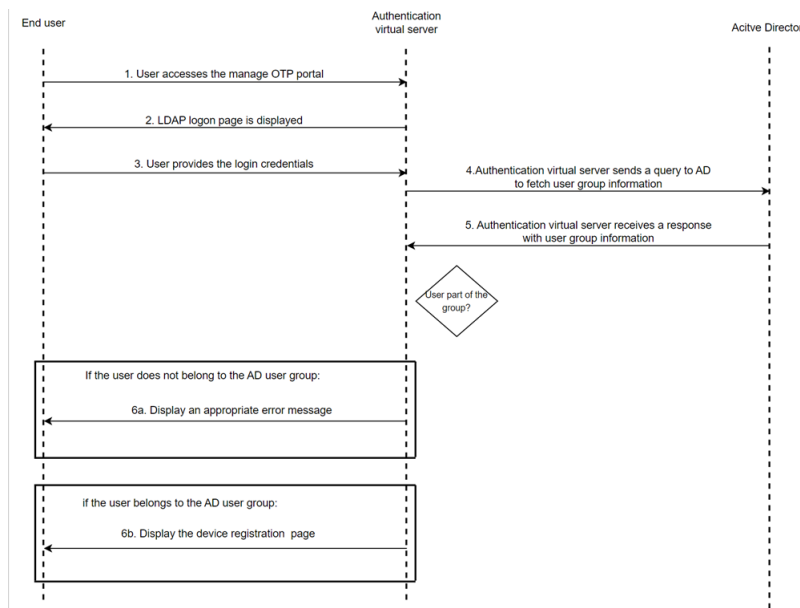 End user
Authentication
virtual server
Acitve Director
1. User accesses the manage OTP portal
2. LDAP logon page is displayed
3. User provides the login credentials
4.Authentication virtual server sends a query to AD
to fetch user group information
5. Authentication virtual server receives a response
with user group information
User part of the
group?
If the user does not belong to the AD user group:
6a. Display an appropriate error message
if the user belongs to the AD user group:
6b. Display the device registration page